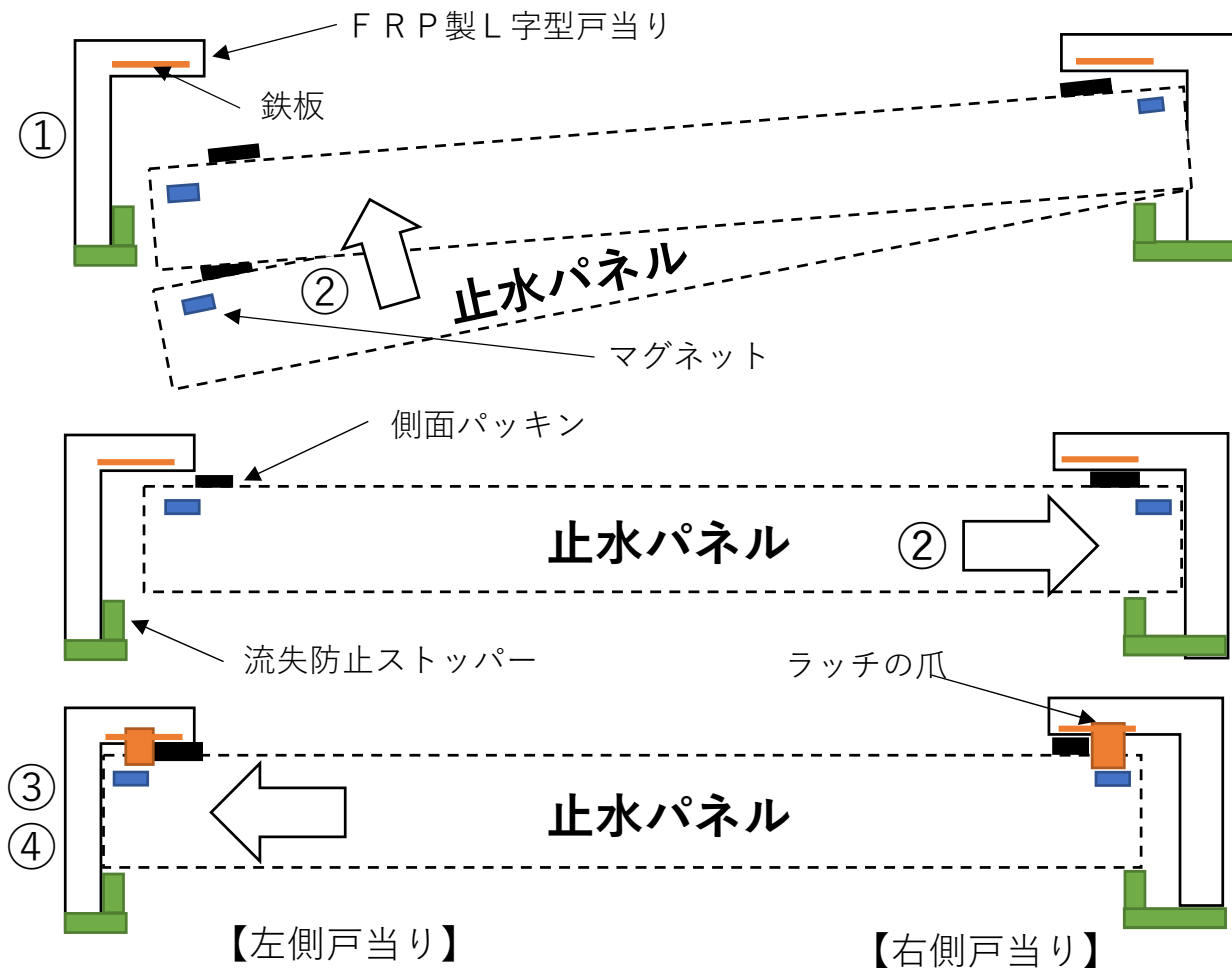 ＦＲＰ製Ｌ字型戸当り
鉄板
①
②
止水パネル
マグネット
側面パッキン
止水パネル
②
流失防止ストッパー
ラッチの爪
③
④
止水パネル
【左側戸当り】
【右側戸当り】